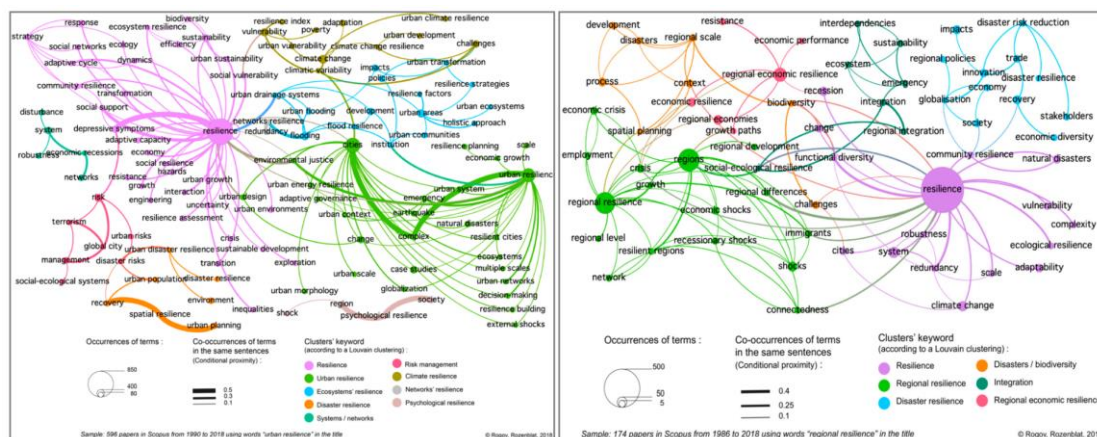 biodiversity
response
ecosystem resilience
strategy
social networks
ecology
efficiency
sustainability
adaptive cycle
dynamics
urban sustainability
community resilience
social vulnerability
transformation
social support
disturbance
system
depressive symptoms
adaptive capacity
robustness
economic recessions
economy
social resilience
hazards
networks
resistance
growth
interaction
engineering
uncertainty
urban growth
resilience assessment
risk
terrorism
urban risks
global city
management
disaster risks
social-ecological systems
urban disaster resilience
crisis
sustainable development
transition
urban population
disaster resilience
recovery
environment
spatial resilience
inequalities
urban planning
shock
resilience index
adaptation
urban climate resilience
vulnerability
poverty
urban development
urban vulnerability
climate change resilience
challenges
climate change
climatic variability
impacts
urban transformation
policies
resilience strategies
urban drainage systems
resilience factors
urban flooding
development
urban ecosystems
networks resilience
urban areas
redundancy
flooding
flood resilience
holistic approach
urban communities
resilience
institution
cities
resilience planning
scale
economic growth
environmental justice
urban resilience
urban energy resilience
urban system
emergency
urban design
adaptive governance
urban environments
urban context
earthquake
natural disasters
change
complex
resilient cities
exploration
ecosystems
urban scale
case studies
multiple scales
urban morphology
globalization
urban networks
region
society
decision making
psychological resilience
resilience building
external shocks
Occurrences of terms :
850
400
80
Co-occurrences of terms
in the same sentences
(Conditional proximity) :
0.5
0.3
0.1
Clusters' keyword
(according to a Louvain clustering)
Resilience
Urban resilience
Ecosystems' resilience
Disaster resilience
Systems / networks
Risk management
Climate resilience
Networks' resilience
Psychological resilience
Sample: 596 papers in Scopus from 1990 to 2018 using words "urban resilience" in the title
© Rogov, Rozenblat, 2018
development
resistance
interdependencies
disaster risk reduction
regional scale
impacts
disasters
economic performance
sustainability
regional policies
trade
ecosystem
process
context
regional economic resilience
innovation
disaster resilience
recession
emergency
economy
economic resilience
biodiversity
globalisation
recovery
economic crisis
integration
regional economies
stakeholders
spatial planning
growth paths
change
regional integration
society
economic diversity
employment
crisis
regions
regional development
functional diversity
community resilience
natural disasters
social-ecological resilience
growth
resilience
regional resilience
regional differences
vulnerability
economic shocks
challenges
complexity
robustness
regional level
recessionary shocks
immigrants
ecological resilience
resilient regions
cities
system
shocks
redundancy
scale
adaptability
network
climate change
connectedness
Occurrences of terms :
500
50
5
Co-occurrences of terms
in the same sentences
(Conditional proximity) :
0.4
0.25
0.1
Clusters' keyword
(according to a Louvain clustering)
Resilience
Regional resilience
Disaster resilience
Disasters / biodiversity
Integration
Regional economic resilience
Sample: 174 papers in Scopus from 1986 to 2018 using words "regional resilience" in the title
© Rogov, Rozenblat, 2018